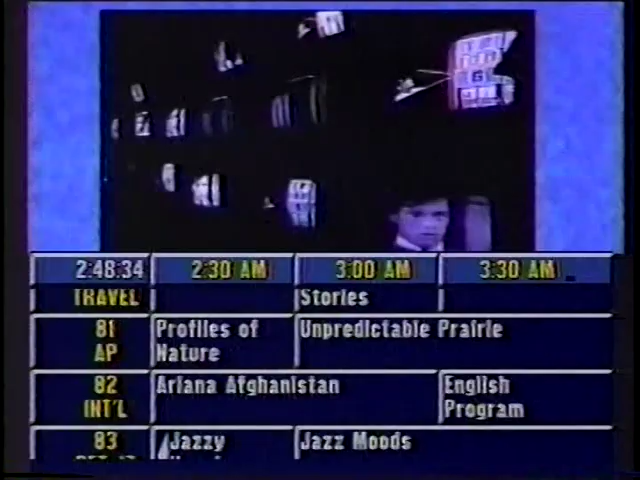 2:48:34 2:30 AM 3:00 AM 3:30 AM
TRAVEL Stories
81 Profiles of Unpredictable Prairie
AP Nature
82 Ariana Afghanistan English
INT'L Program
83 Jazzy Jazz Moods